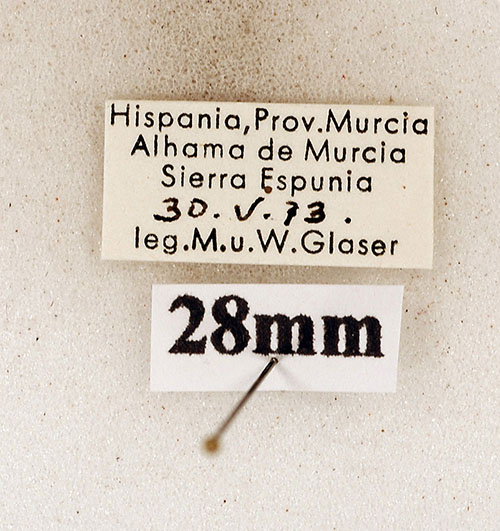 Hispania,Prov.Murcia
Alhama de Murcia
Sierra Espunia
30.V.73.
leg.M.u.W.Glaser
28mm